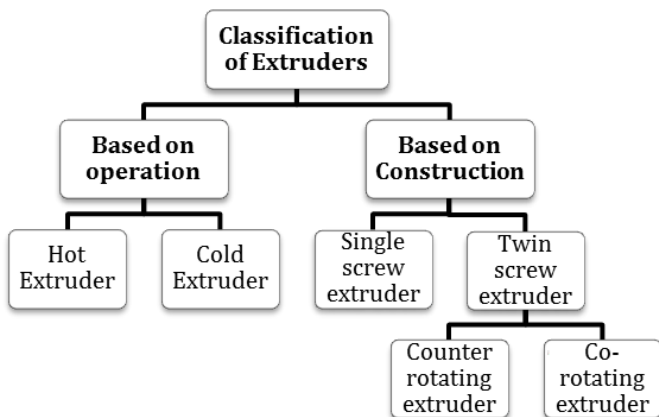 Classification
of Extruders
Based on
operation
Based on
Construction
Hot
Extruder
Cold
Extruder
Single
screw
extruder
Twin
screw
extruder
Counter
rotating
extruder
Co-
rotating
extruder